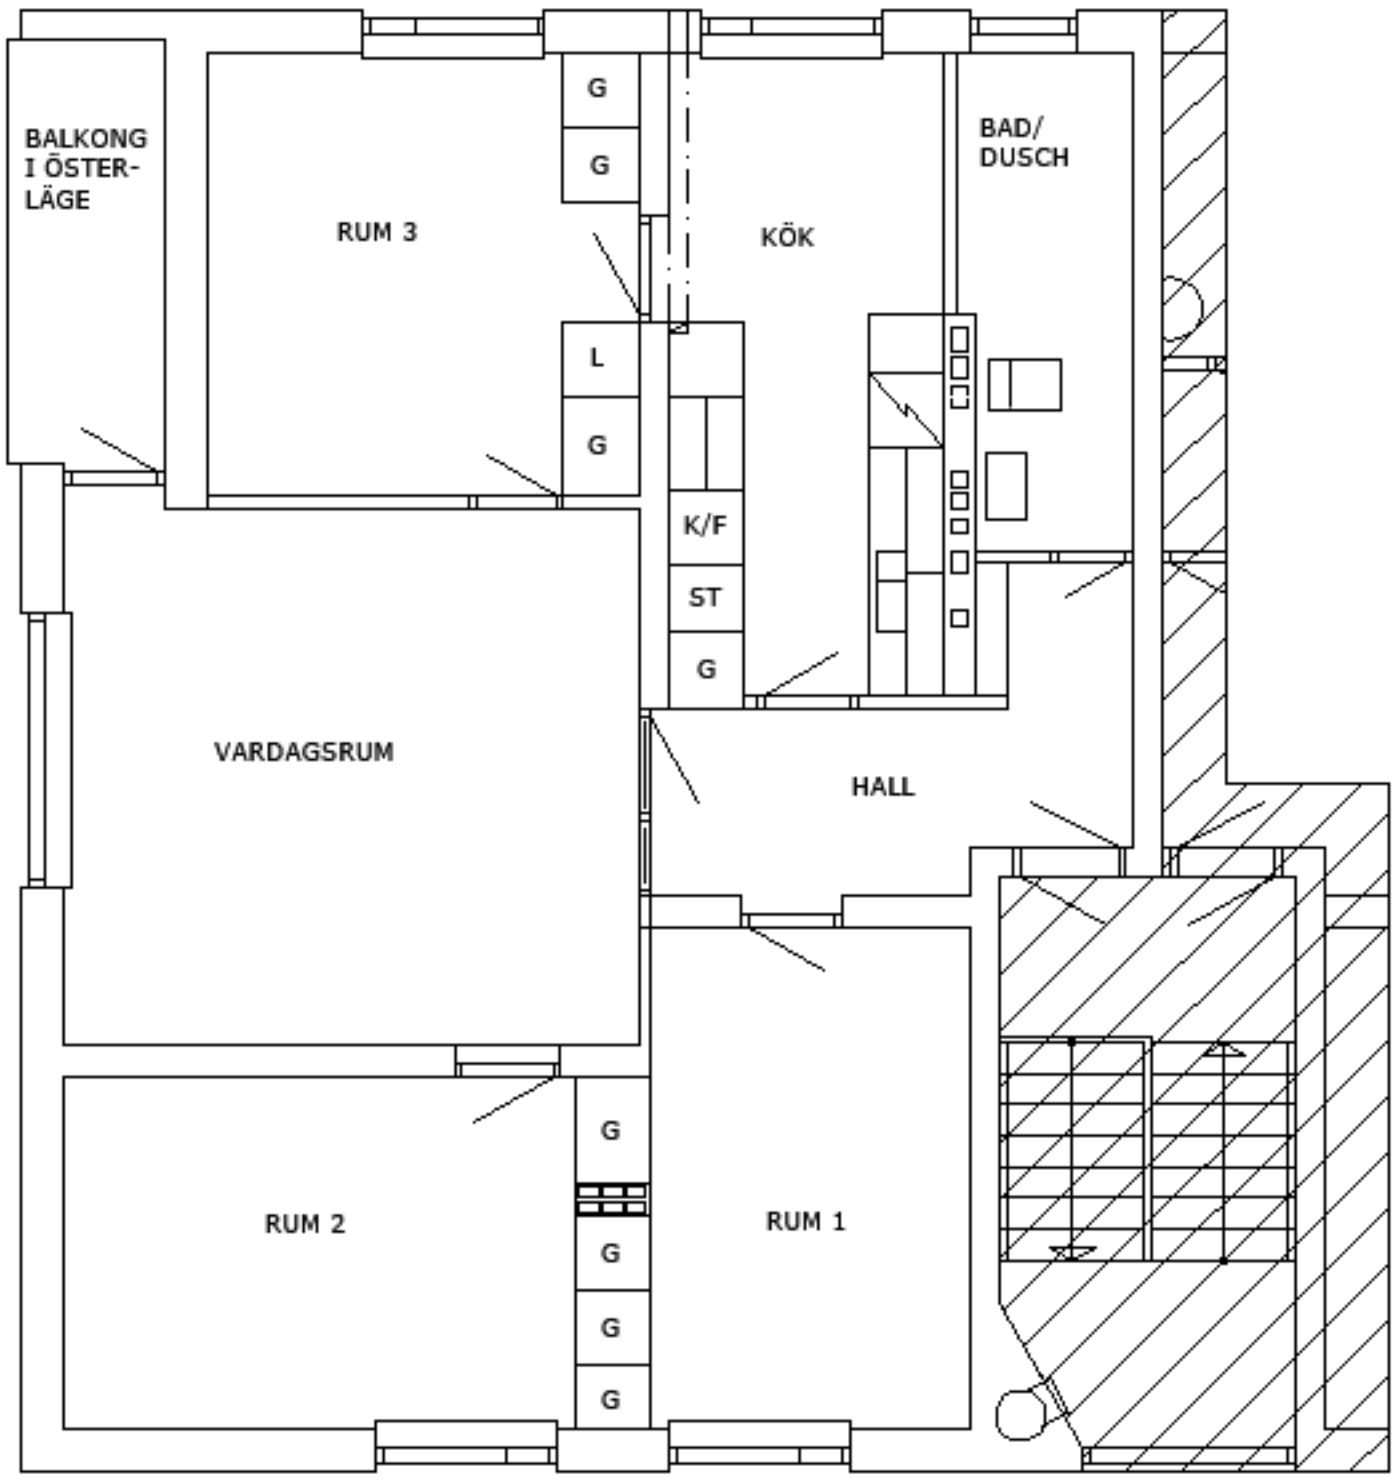 G
BAD/
DUSCH
BALKONG
I ÖSTER-
LÄGE
G
RUM 3
KÖK
L
G
K/F
ST
G
VARDAGSRUM
HALL
G
RUM 2
RUM 1
G
G
G